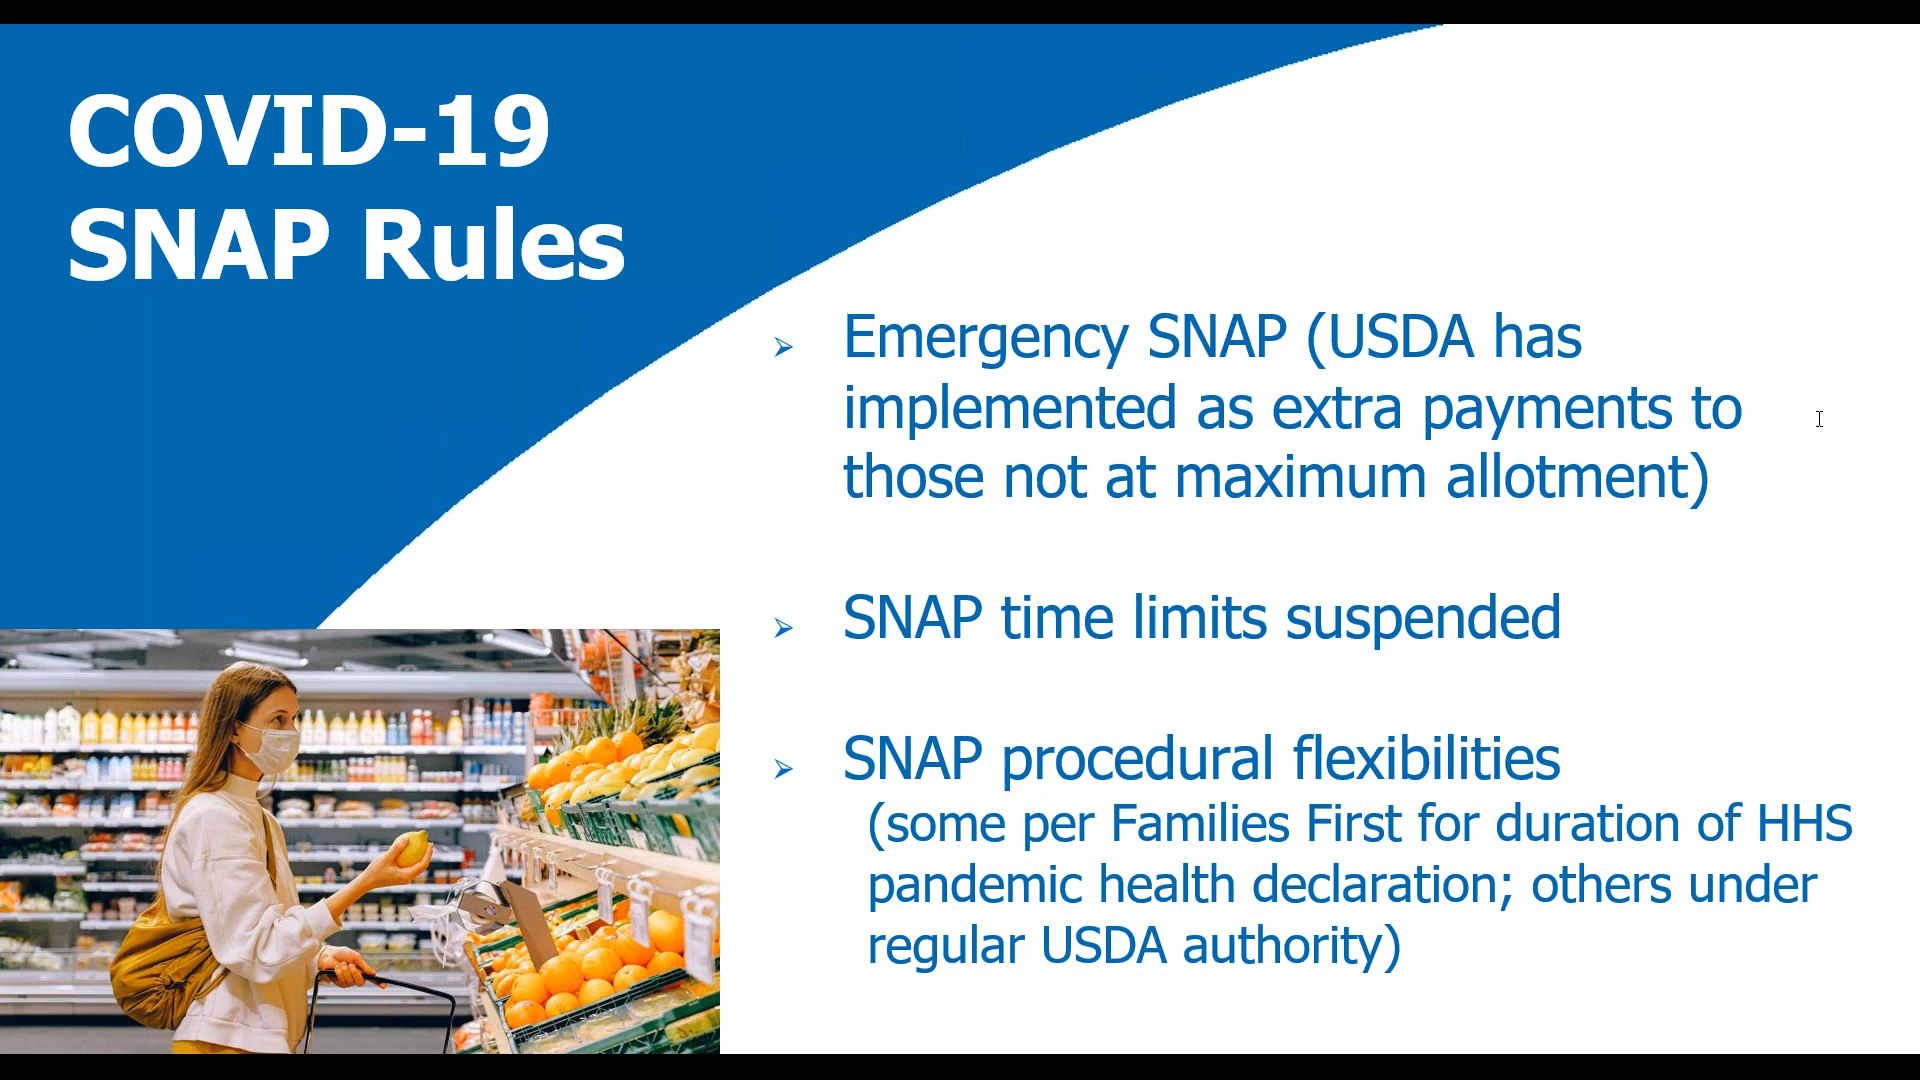 COVID-19
SNAP Rules
➢ Emergency SNAP (USDA has
implemented as extra payments to
those not at maximum allotment)
➢ SNAP time limits suspended
➢ SNAP procedural flexibilities
(some per Families First for duration of HHS
pandemic health declaration; others under
regular USDA authority)